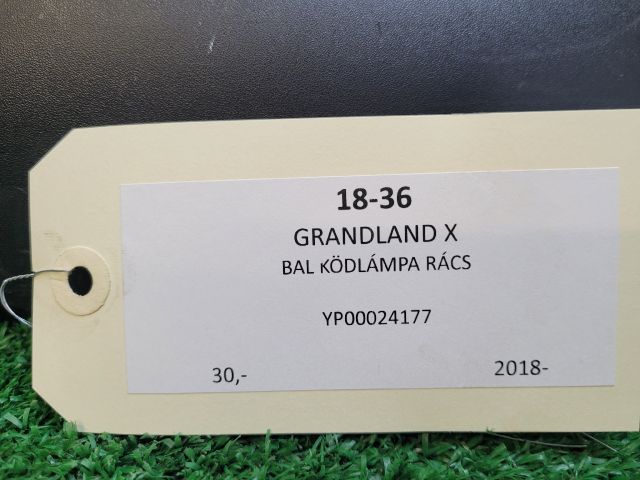 18-36
GRANDLAND X
BAL KÖDLÁMPA RÁCS
YP00024177
30,- 2018-